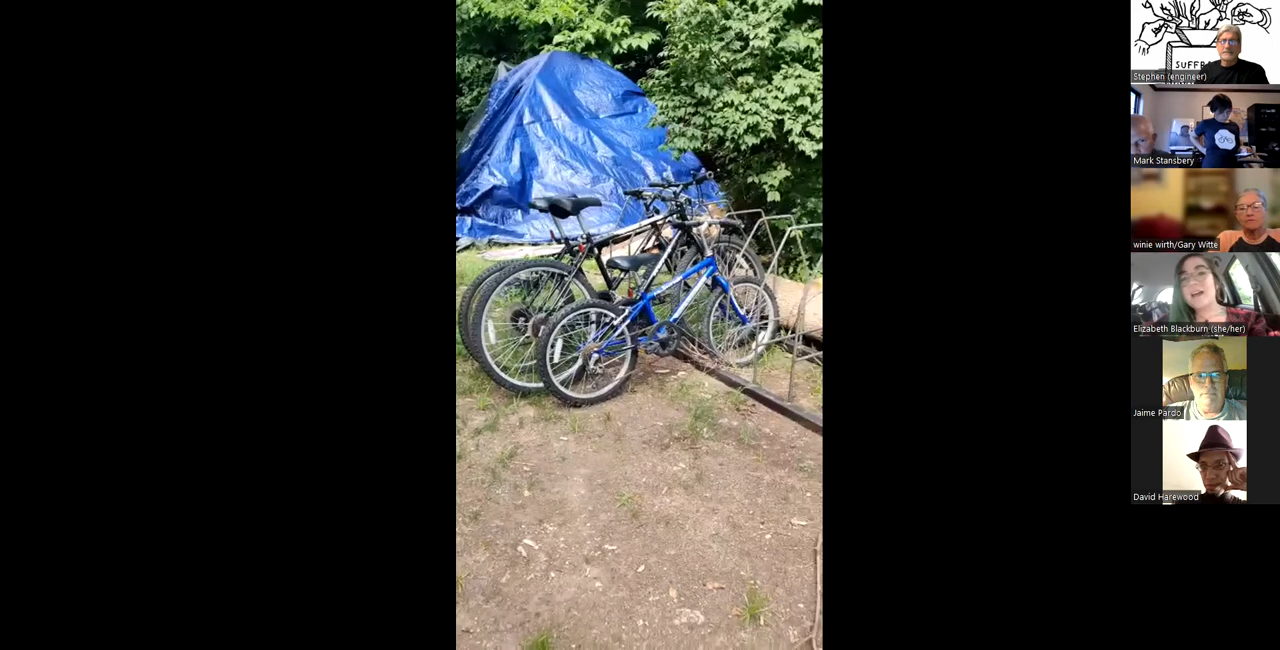 SUFFR
Stephen (engineer)
Mark Stansbery
winie wirth/Gary Witte
Elizabeth Blackburn (she/her)
Jaime Pardo
David Harewood